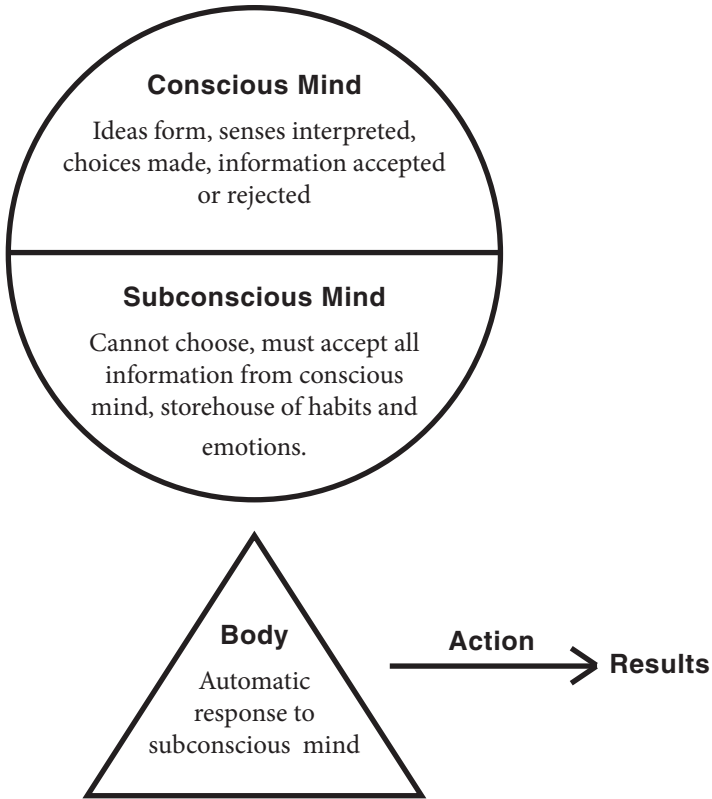 Conscious Mind
Ideas form, senses interpreted,
choices made, information accepted
or rejected
Subconscious Mind
Cannot choose, must accept all
information from conscious
mind, storehouse of habits and
emotions.
Body
Automatic
response to
subconscious mind
Action
Results